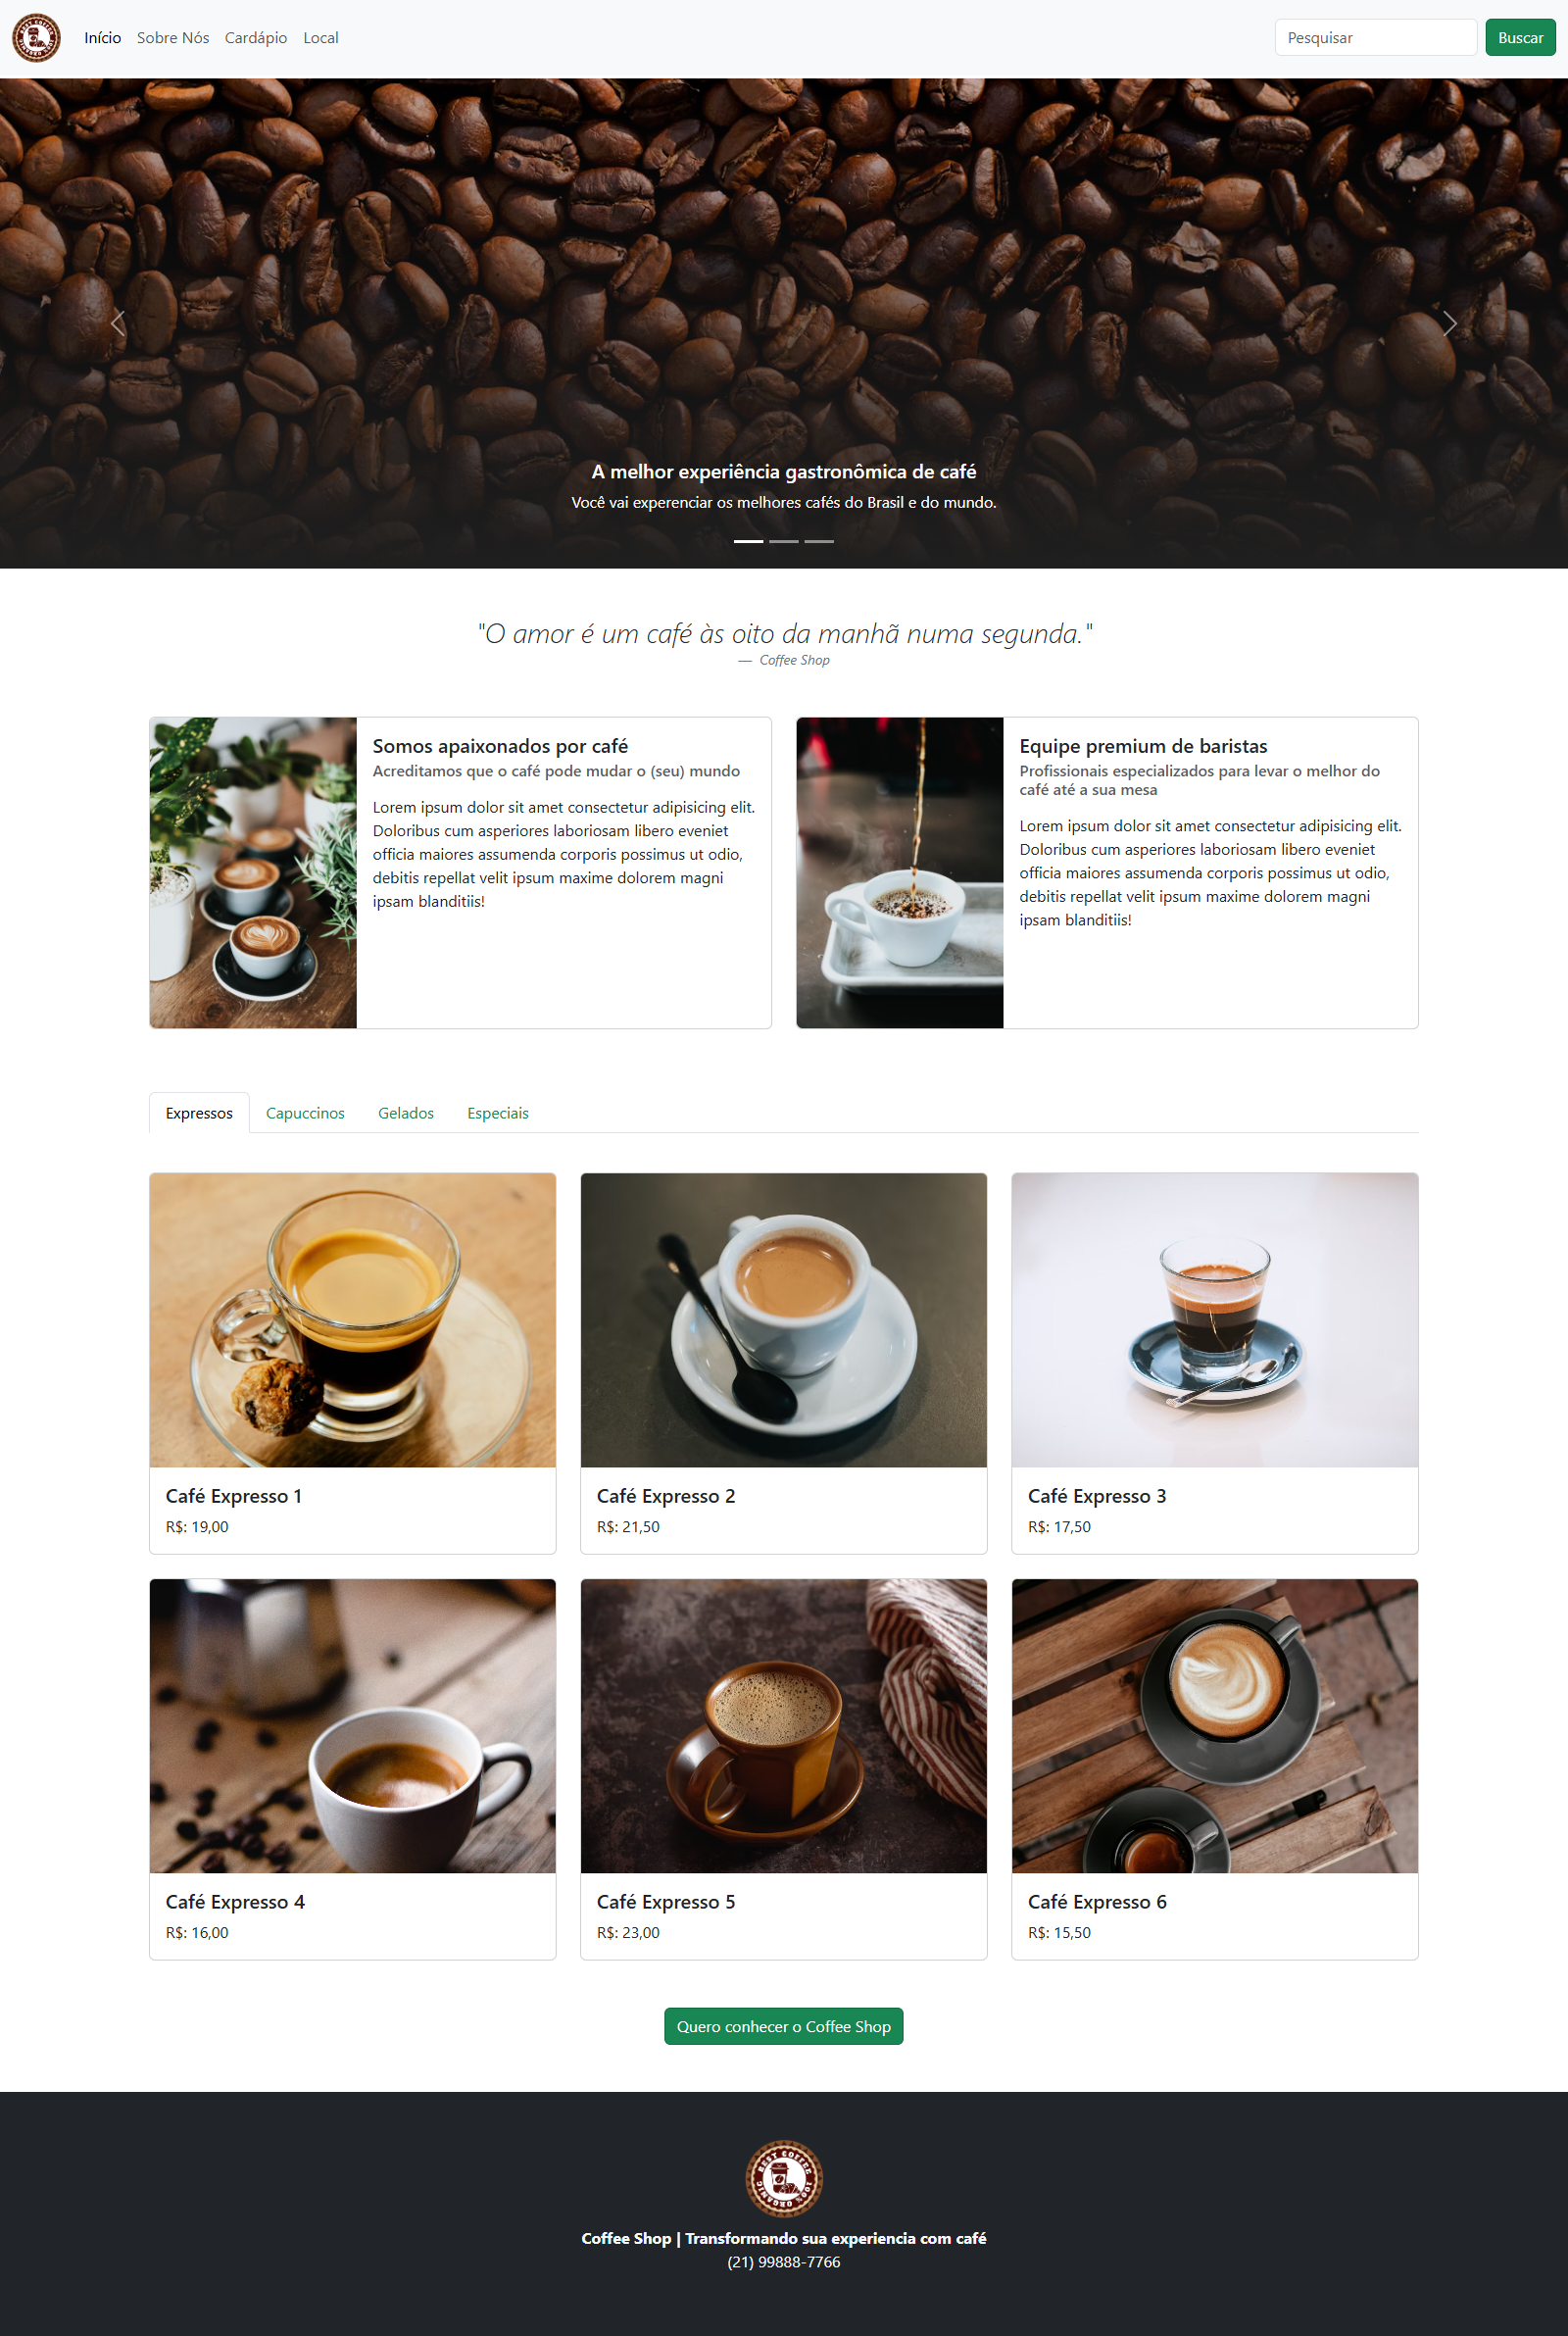 Início Sobre Nós Cardápio Local Pesquisar Buscar
A melhor experiência gastronômica de café
Você vai experenciar os melhores cafés do Brasil e do mundo.
"O amor é um café às oito da manhã numa segunda."
— Coffee Shop
Somos apaixonados por café
Acreditamos que o café pode mudar o (seu) mundo
Lorem ipsum dolor sit amet consectetur adipisicing elit.
Doloribus cum asperiores laboriosam libero eveniet
officia maiores assumenda corporis possimus ut odio,
debitis repellat velit ipsum maxime dolorem magni
ipsam blanditiis!
Equipe premium de baristas
Profissionais especializados para levar o melhor do
café até a sua mesa
Lorem ipsum dolor sit amet consectetur adipisicing elit.
Doloribus cum asperiores laboriosam libero eveniet
officia maiores assumenda corporis possimus ut odio,
debitis repellat velit ipsum maxime dolorem magni
ipsam blanditiis!
Expressos Capuccinos Gelados Especiais
Café Expresso 1
R$: 19,00
Café Expresso 2
R$: 21,50
Café Expresso 3
R$: 17,50
Café Expresso 4
R$: 16,00
Café Expresso 5
R$: 23,00
Café Expresso 6
R$: 15,50
Quero conhecer o Coffee Shop
BEST COFFEE
100% ORGANIC
Coffee Shop | Transformando sua experiencia com café
(21) 99888-7766